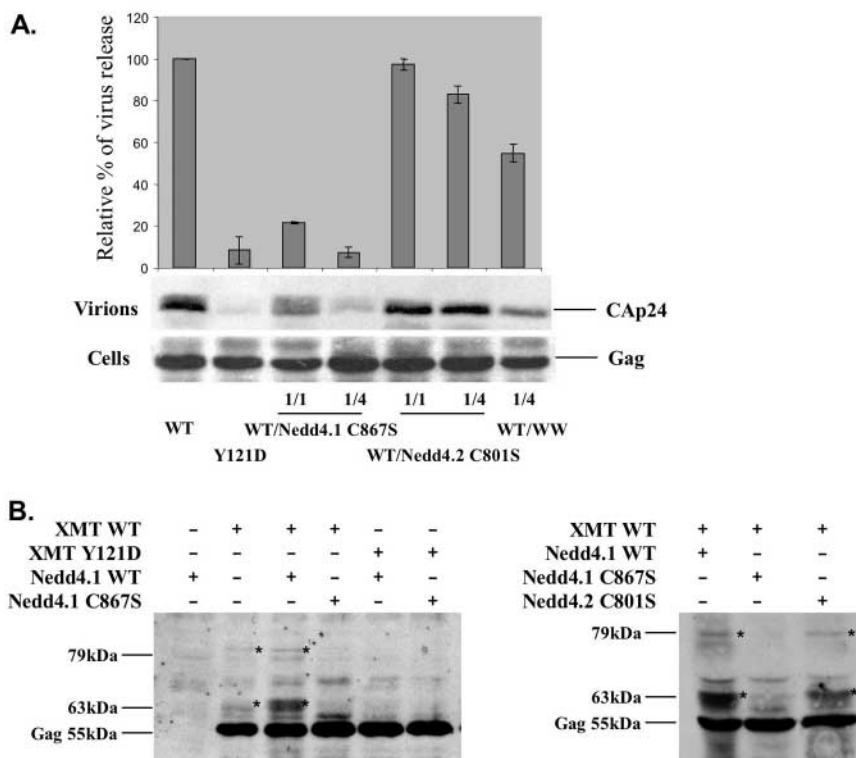 A.
Relative % of virus release
120
100
80
60
40
20
0
Virions
CAp24
Cells
Gag
1/1 1/4 1/1 1/4 1/4
WT WT/Nedd4.1 C867S WT/WW
Y121D WT/Nedd4.2 C801S
B.
XMT WT – + + + – –
XMT Y121D – – – – + +
Nedd4.1 WT + – + – + –
Nedd4.1 C867S – – – + – +
79kDa
63kDa
Gag 55kDa
XMT WT + + +
Nedd4.1 WT + – –
Nedd4.1 C867S – + –
Nedd4.2 C801S – – +
79kDa
63kDa
Gag 55kDa